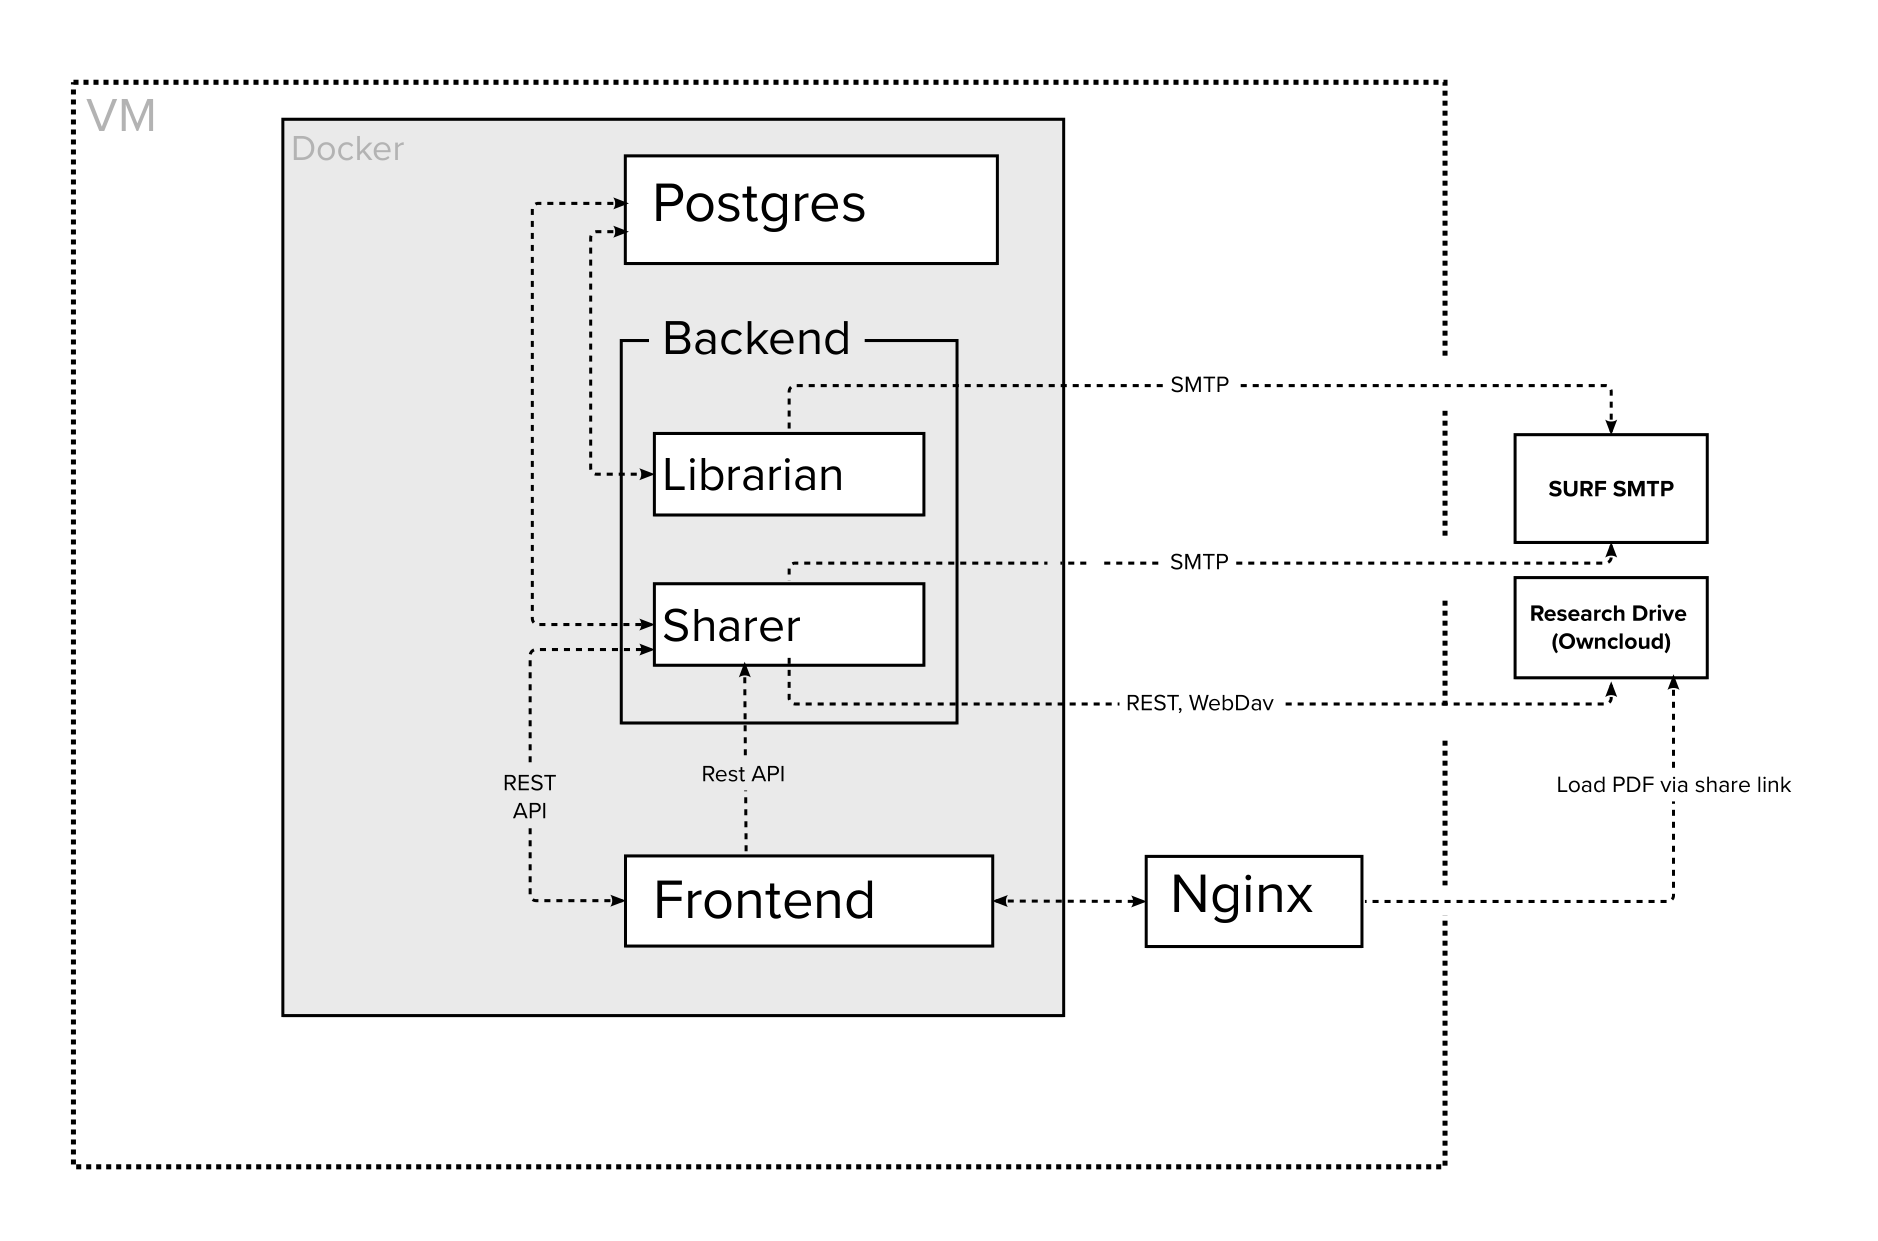 VM
Docker
Postgres
Backend
SMTP
Librarian
SURF SMTP
SMTP
Sharer
Research Drive
(Owncloud)
REST, WebDav
Rest API
REST
API
Load PDF via share link
Frontend
Nginx